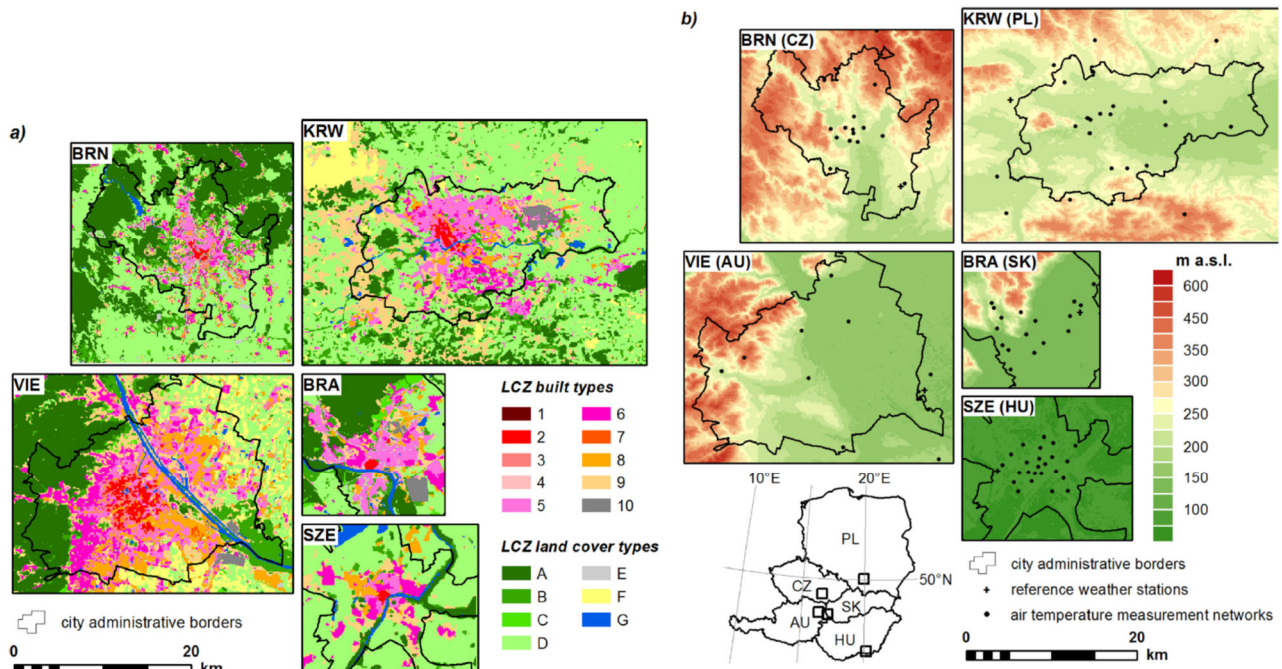 a)
BRN
KRW
VIE
BRA
SZE
LCZ built types
1 6
2 7
3 8
4 9
5 10
LCZ land cover types
A E
B F
C G
D
city administrative borders
0 20
km
b)
BRN (CZ)
KRW (PL)
VIE (AU)
BRA (SK)
SZE (HU)
m a.s.l.
600
450
350
300
250
200
150
100
10°E 20°E
PL
50°N
CZ
SK
AU
HU
city administrative borders
reference weather stations
air temperature measurement networks
0 20
km